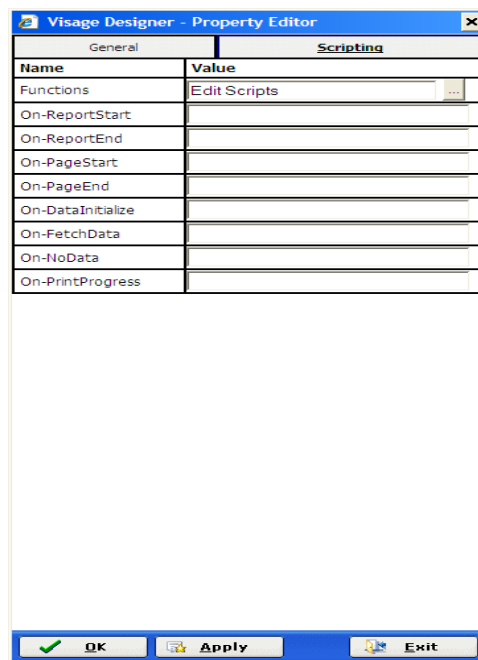 Visage Designer - Property Editor
General Scripting
Name Value
Functions Edit Scripts ...
On-ReportStart
On-ReportEnd
On-PageStart
On-PageEnd
On-DataInitialize
On-FetchData
On-NoData
On-PrintProgress
OK Apply Exit